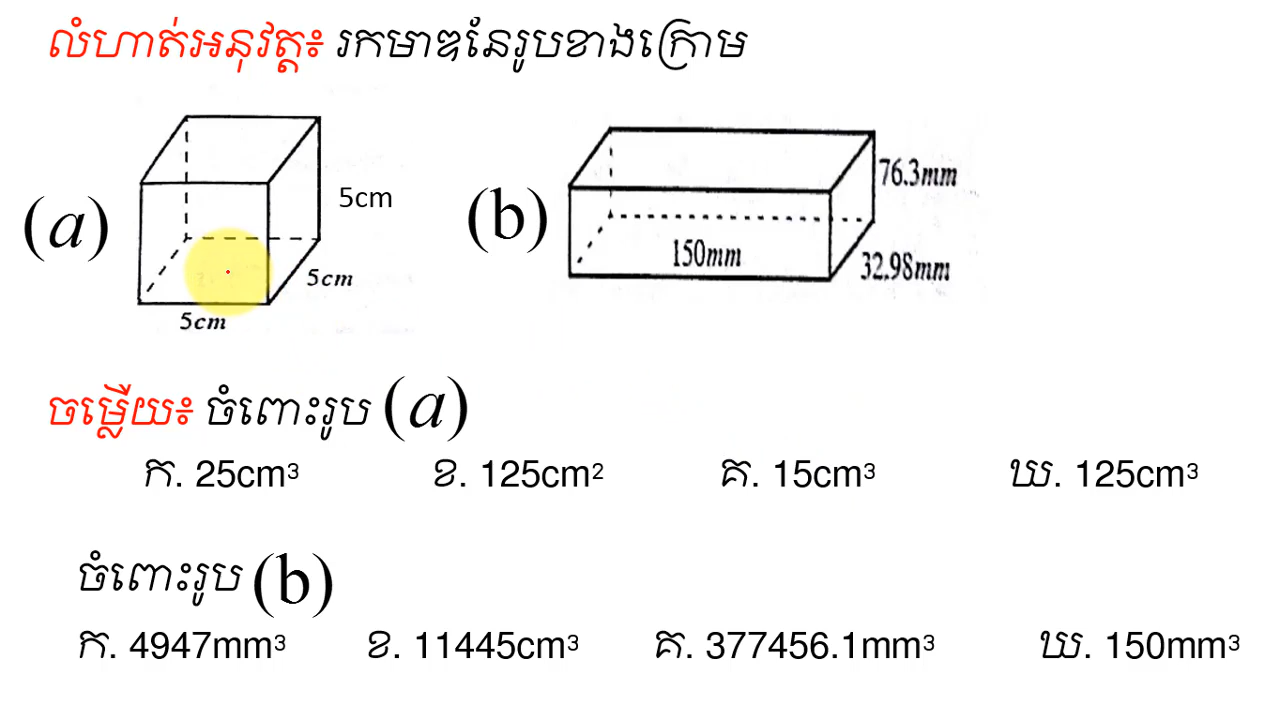 លំហាត់អនុវត្ត៖ រកមាឌនៃរូបខាងក្រោម
(a) 5cm 5cm 5cm
(b) 76.3mm 150mm 32.98mm
ចម្លើយ៖ ចំពោះរូប (a)
ក. 25cm³ ខ. 125cm² គ. 15cm³ ឃ. 125cm³
ចំពោះរូប (b)
ក. 4947mm³ ខ. 11445cm³ គ. 377456.1mm³ ឃ. 150mm³